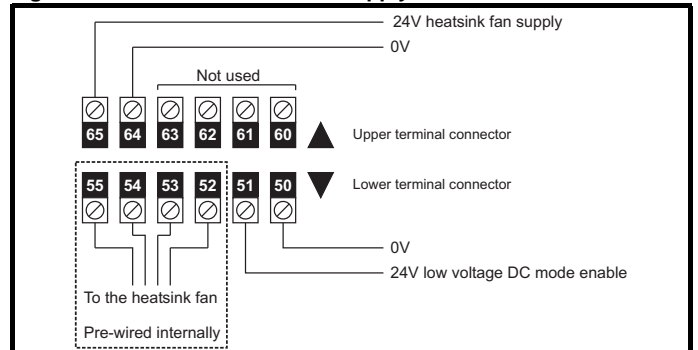 24V heatsink fan supply
0V
Not used
65 64 63 62 61 60
Upper terminal connector
55 54 53 52 51 50
Lower terminal connector
0V
24V low voltage DC mode enable
To the heatsink fan
Pre-wired internally